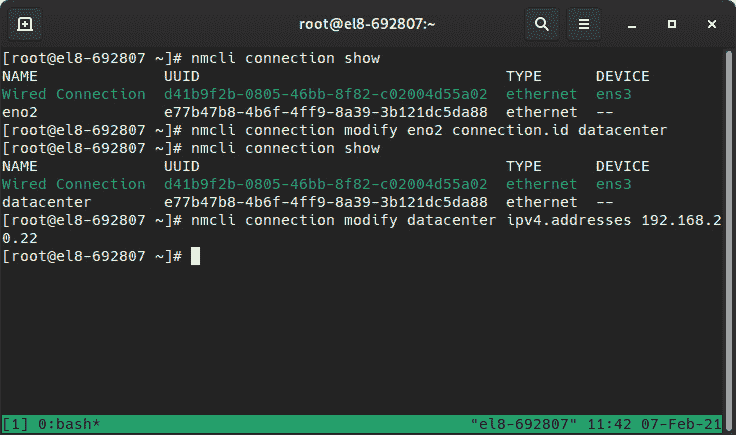 root@el8-692807:~
[root@el8-692807 ~]# nmcli connection show
NAME              UUID                                  TYPE      DEVICE
Wired Connection  d41b9f2b-0805-46bb-8f82-c02004d55a02  ethernet  ens3
eno2              e77b47b8-4b6f-4ff9-8a39-3b121dc5da88  ethernet  --
[root@el8-692807 ~]# nmcli connection modify eno2 connection.id datacenter
[root@el8-692807 ~]# nmcli connection show
NAME              UUID                                  TYPE      DEVICE
Wired Connection  d41b9f2b-0805-46bb-8f82-c02004d55a02  ethernet  ens3
datacenter        e77b47b8-4b6f-4ff9-8a39-3b121dc5da88  ethernet  --
[root@el8-692807 ~]# nmcli connection modify datacenter ipv4.addresses 192.168.2
0.22
[root@el8-692807 ~]#
[1] 0:bash* "el8-692807" 11:42 07-Feb-21